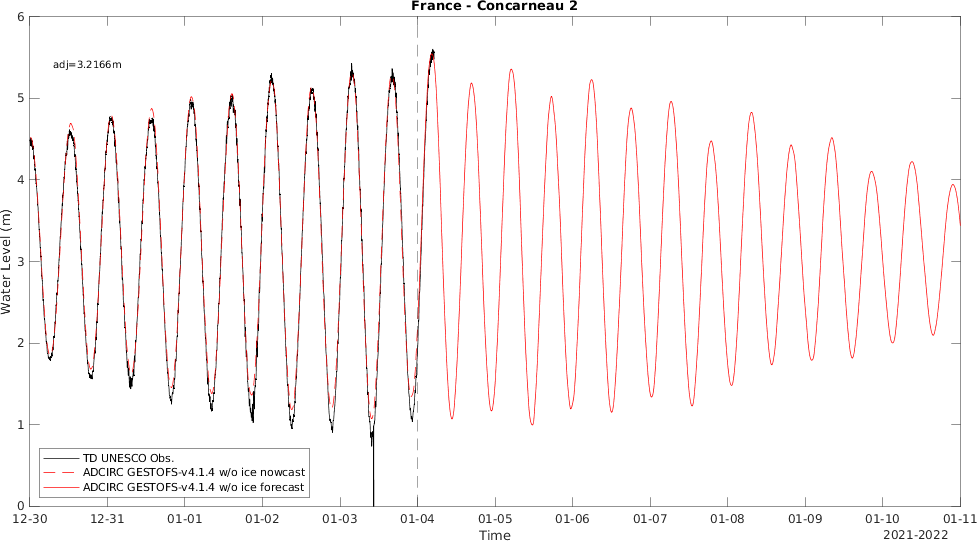 France - Concarneau 2
6
5
4
3
2
1
0
Water Level (m)
adj=3.2166m
TD UNESCO Obs.
ADCIRC GESTOFS-v4.1.4 w/o ice nowcast
ADCIRC GESTOFS-v4.1.4 w/o ice forecast
12-30 12-31 01-01 01-02 01-03 01-04 01-05 01-06 01-07 01-08 01-09 01-10 01-11
Time
2021-2022